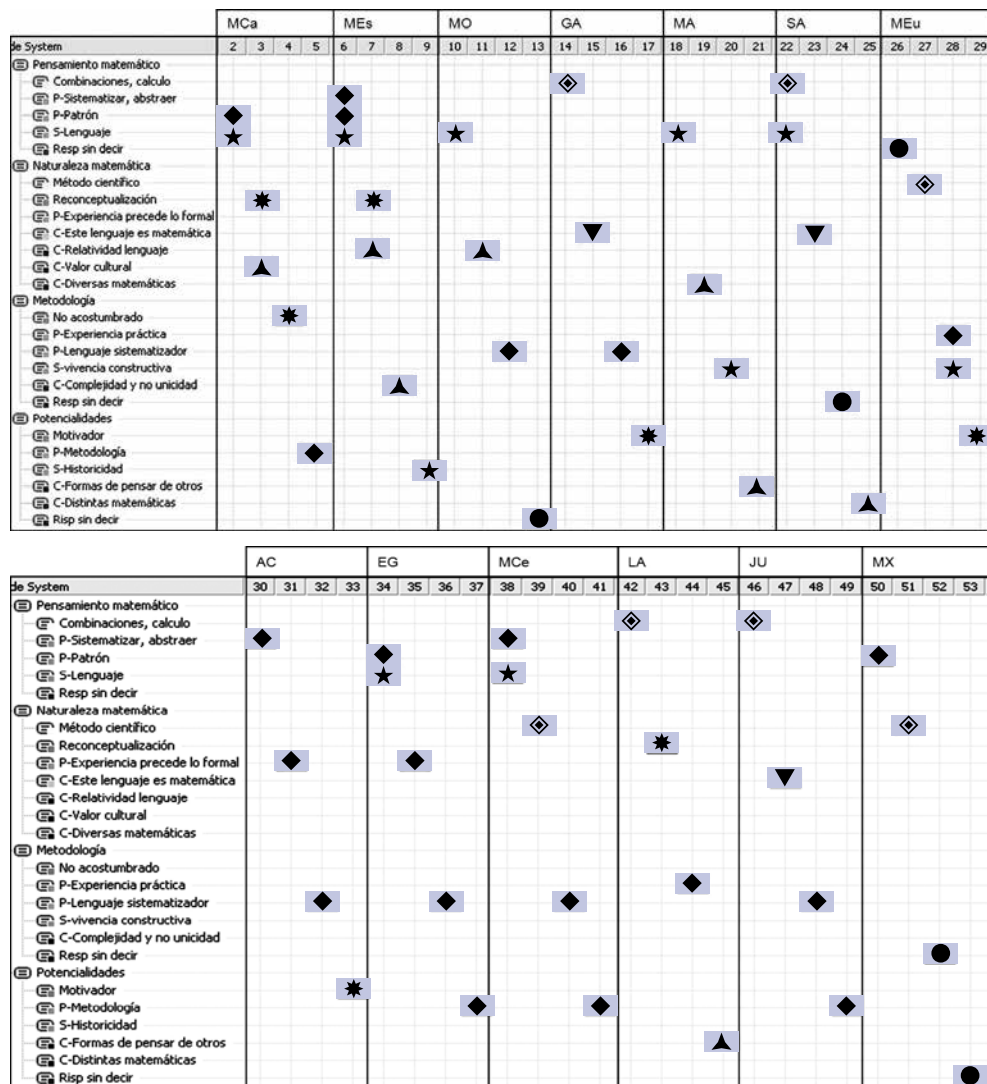 MCa MEs MO GA MA SA MEu
de System 2 3 4 5 6 7 8 9 10 11 12 13 14 15 16 17 18 19 20 21 22 23 24 25 26 27 28 29
Pensamiento matemático
Combinaciones, calculo
P-Sistematizar, abstraer
P-Patrón
S-Lenguaje
Resp sin decir
Naturaleza matemática
Método científico
Reconceptualización
P-Experiencia precede lo formal
C-Este lenguaje es matemática
C-Relatividad lenguaje
C-Valor cultural
C-Diversas matemáticas
Metodología
No acostumbrado
P-Experiencia práctica
P-Lenguaje sistematizador
S-vivencia constructiva
C-Complejidad y no unicidad
Resp sin decir
Potencialidades
Motivador
P-Metodología
S-Historicidad
C-Formas de pensar de otros
C-Distintas matemáticas
Risp sin decir
AC EG MCe LA JU MX
de System 30 31 32 33 34 35 36 37 38 39 40 41 42 43 44 45 46 47 48 49 50 51 52 53
Pensamiento matemático
Combinaciones, calculo
P-Sistematizar, abstraer
P-Patrón
S-Lenguaje
Resp sin decir
Naturaleza matemática
Método científico
Reconceptualización
P-Experiencia precede lo formal
C-Este lenguaje es matemática
C-Relatividad lenguaje
C-Valor cultural
C-Diversas matemáticas
Metodología
No acostumbrado
P-Experiencia práctica
P-Lenguaje sistematizador
S-vivencia constructiva
C-Complejidad y no unicidad
Resp sin decir
Potencialidades
Motivador
P-Metodología
S-Historicidad
C-Formas de pensar de otros
C-Distintas matemáticas
Risp sin decir